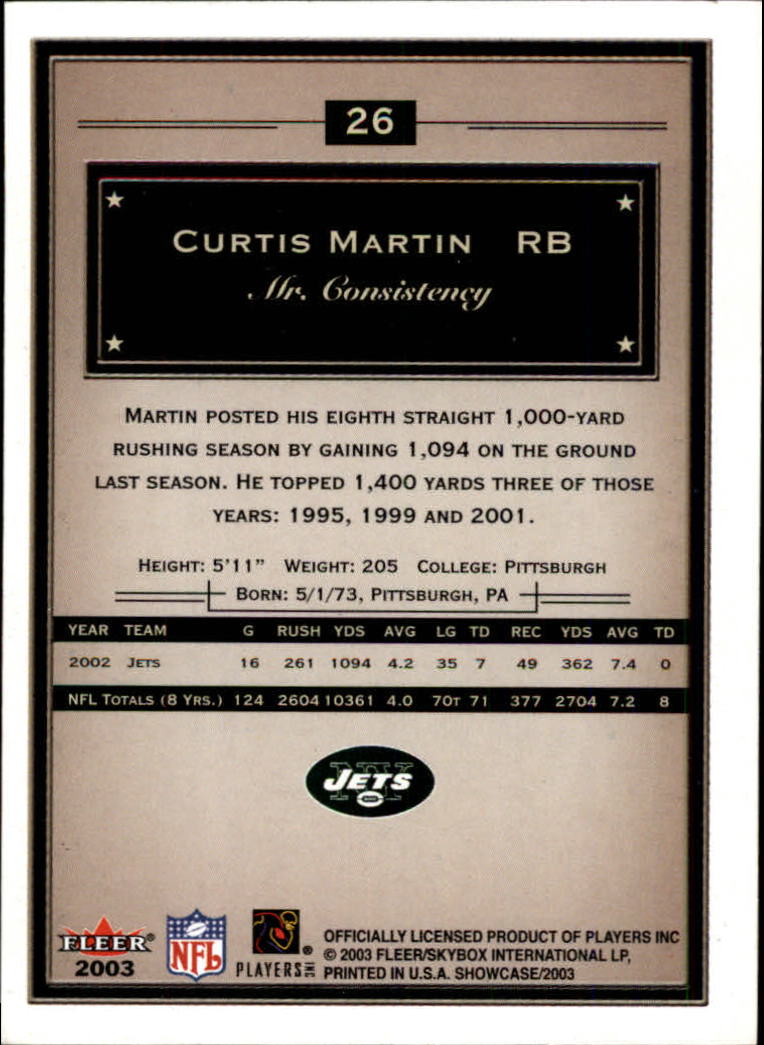 26
CURTIS MARTIN RB
Mr. Consistency
MARTIN POSTED HIS EIGHTH STRAIGHT 1,000-YARD
RUSHING SEASON BY GAINING 1,094 ON THE GROUND
LAST SEASON. HE TOPPED 1,400 YARDS THREE OF THOSE
YEARS: 1995, 1999 AND 2001.
HEIGHT: 5'11" WEIGHT: 205 COLLEGE: PITTSBURGH
BORN: 5/1/73, PITTSBURGH, PA
YEAR TEAM G RUSH YDS AVG LG TD REC YDS AVG TD
2002 JETS 16 261 1094 4.2 35 7 49 362 7.4 0
NFL TOTALS (8 YRS.) 124 2604 10361 4.0 70T 71 377 2704 7.2 8
NY JETS
FLEER®
2003
NFL
PLAYERS INC ®
OFFICIALLY LICENSED PRODUCT OF PLAYERS INC
© 2003 FLEER/SKYBOX INTERNATIONAL LP,
PRINTED IN U.S.A. SHOWCASE/2003